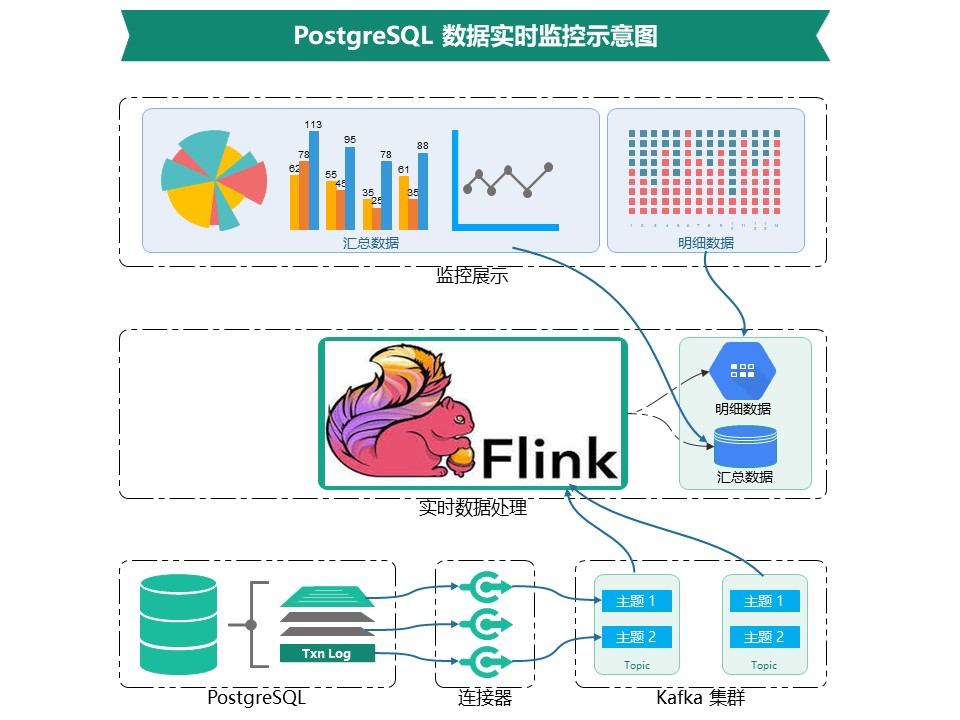 PostgreSQL 数据实时监控示意图
62 78 113
55 45 95
35 25 78
61 35 88
汇总数据
明细数据
监控展示
Flink
明细数据
汇总数据
实时数据处理
Txn Log
主题 1
主题 2
Topic
主题 1
主题 2
Topic
PostgreSQL
连接器
Kafka 集群